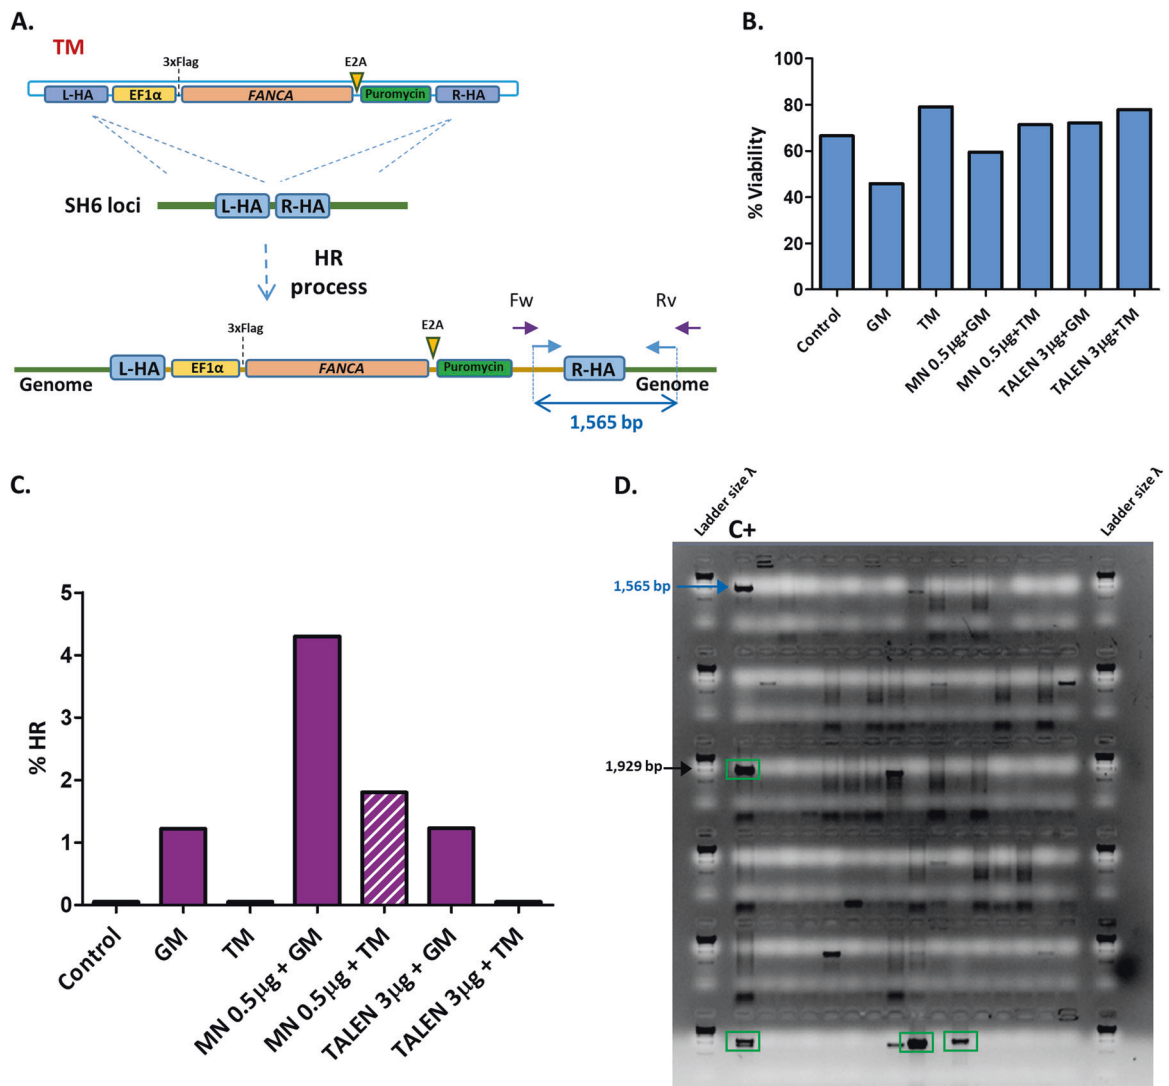 A.
TM
3xFlag
E2A
L-HA EF1α FANCA Puromycin R-HA
SH6 loci
L-HA R-HA
HR
process
Fw Rv
3xFlag
E2A
L-HA EF1α FANCA Puromycin R-HA
Genome Genome
1,565 bp
B.
% Viability
100
80
60
40
20
0
Control
GM
TM
MN 0.5µg+GM
MN 0.5µg+TM
TALEN 3µg+GM
TALEN 3µg+TM
C.
% HR
5
4
3
2
1
0
Control
GM
TM
MN 0.5µg + GM
MN 0.5µg + TM
TALEN 3µg + GM
TALEN 3µg + TM
D.
Ladder size λ
C+
Ladder size λ
1,565 bp
1,929 bp